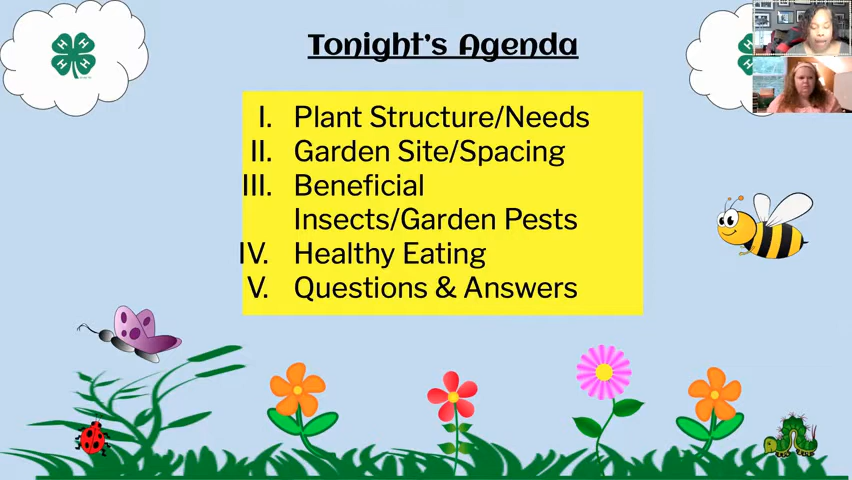 Tonight's Agenda
I. Plant Structure/Needs
II. Garden Site/Spacing
III. Beneficial
Insects/Garden Pests
IV. Healthy Eating
V. Questions & Answers
H H
H H